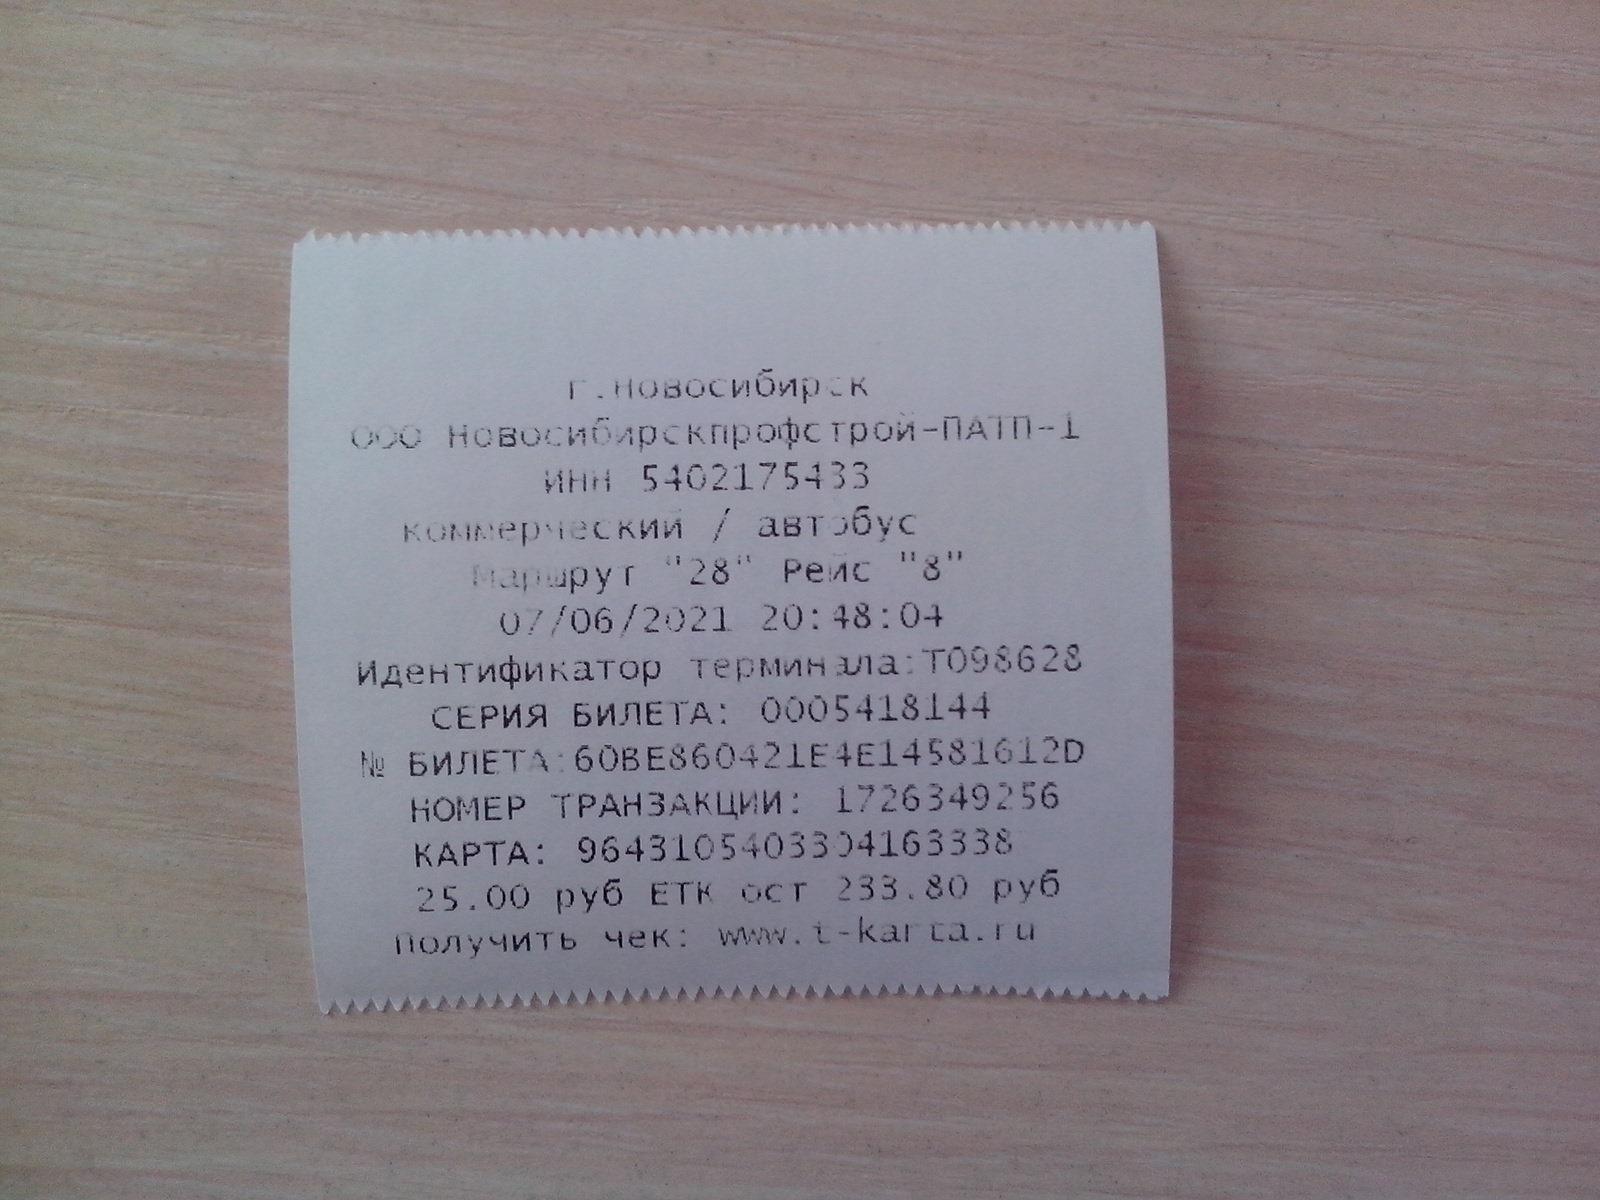 г.Новосибирск
ООО Новосибирскпрофстрой-ПАТП-1
ИНН 5402175433
коммерческий / автобус
Маршрут "28" Рейс "8"
07/06/2021 20:48:04
Идентификатор терминала:T098628
СЕРИЯ БИЛЕТА: 0005418144
№ БИЛЕТА:60BE860421E4E14581612D
НОМЕР ТРАНЗАКЦИИ: 1726349256
КАРТА: 9643105403304163338
25.00 руб ЕТК ост 233.80 руб
Получить чек: www.t-karta.ru